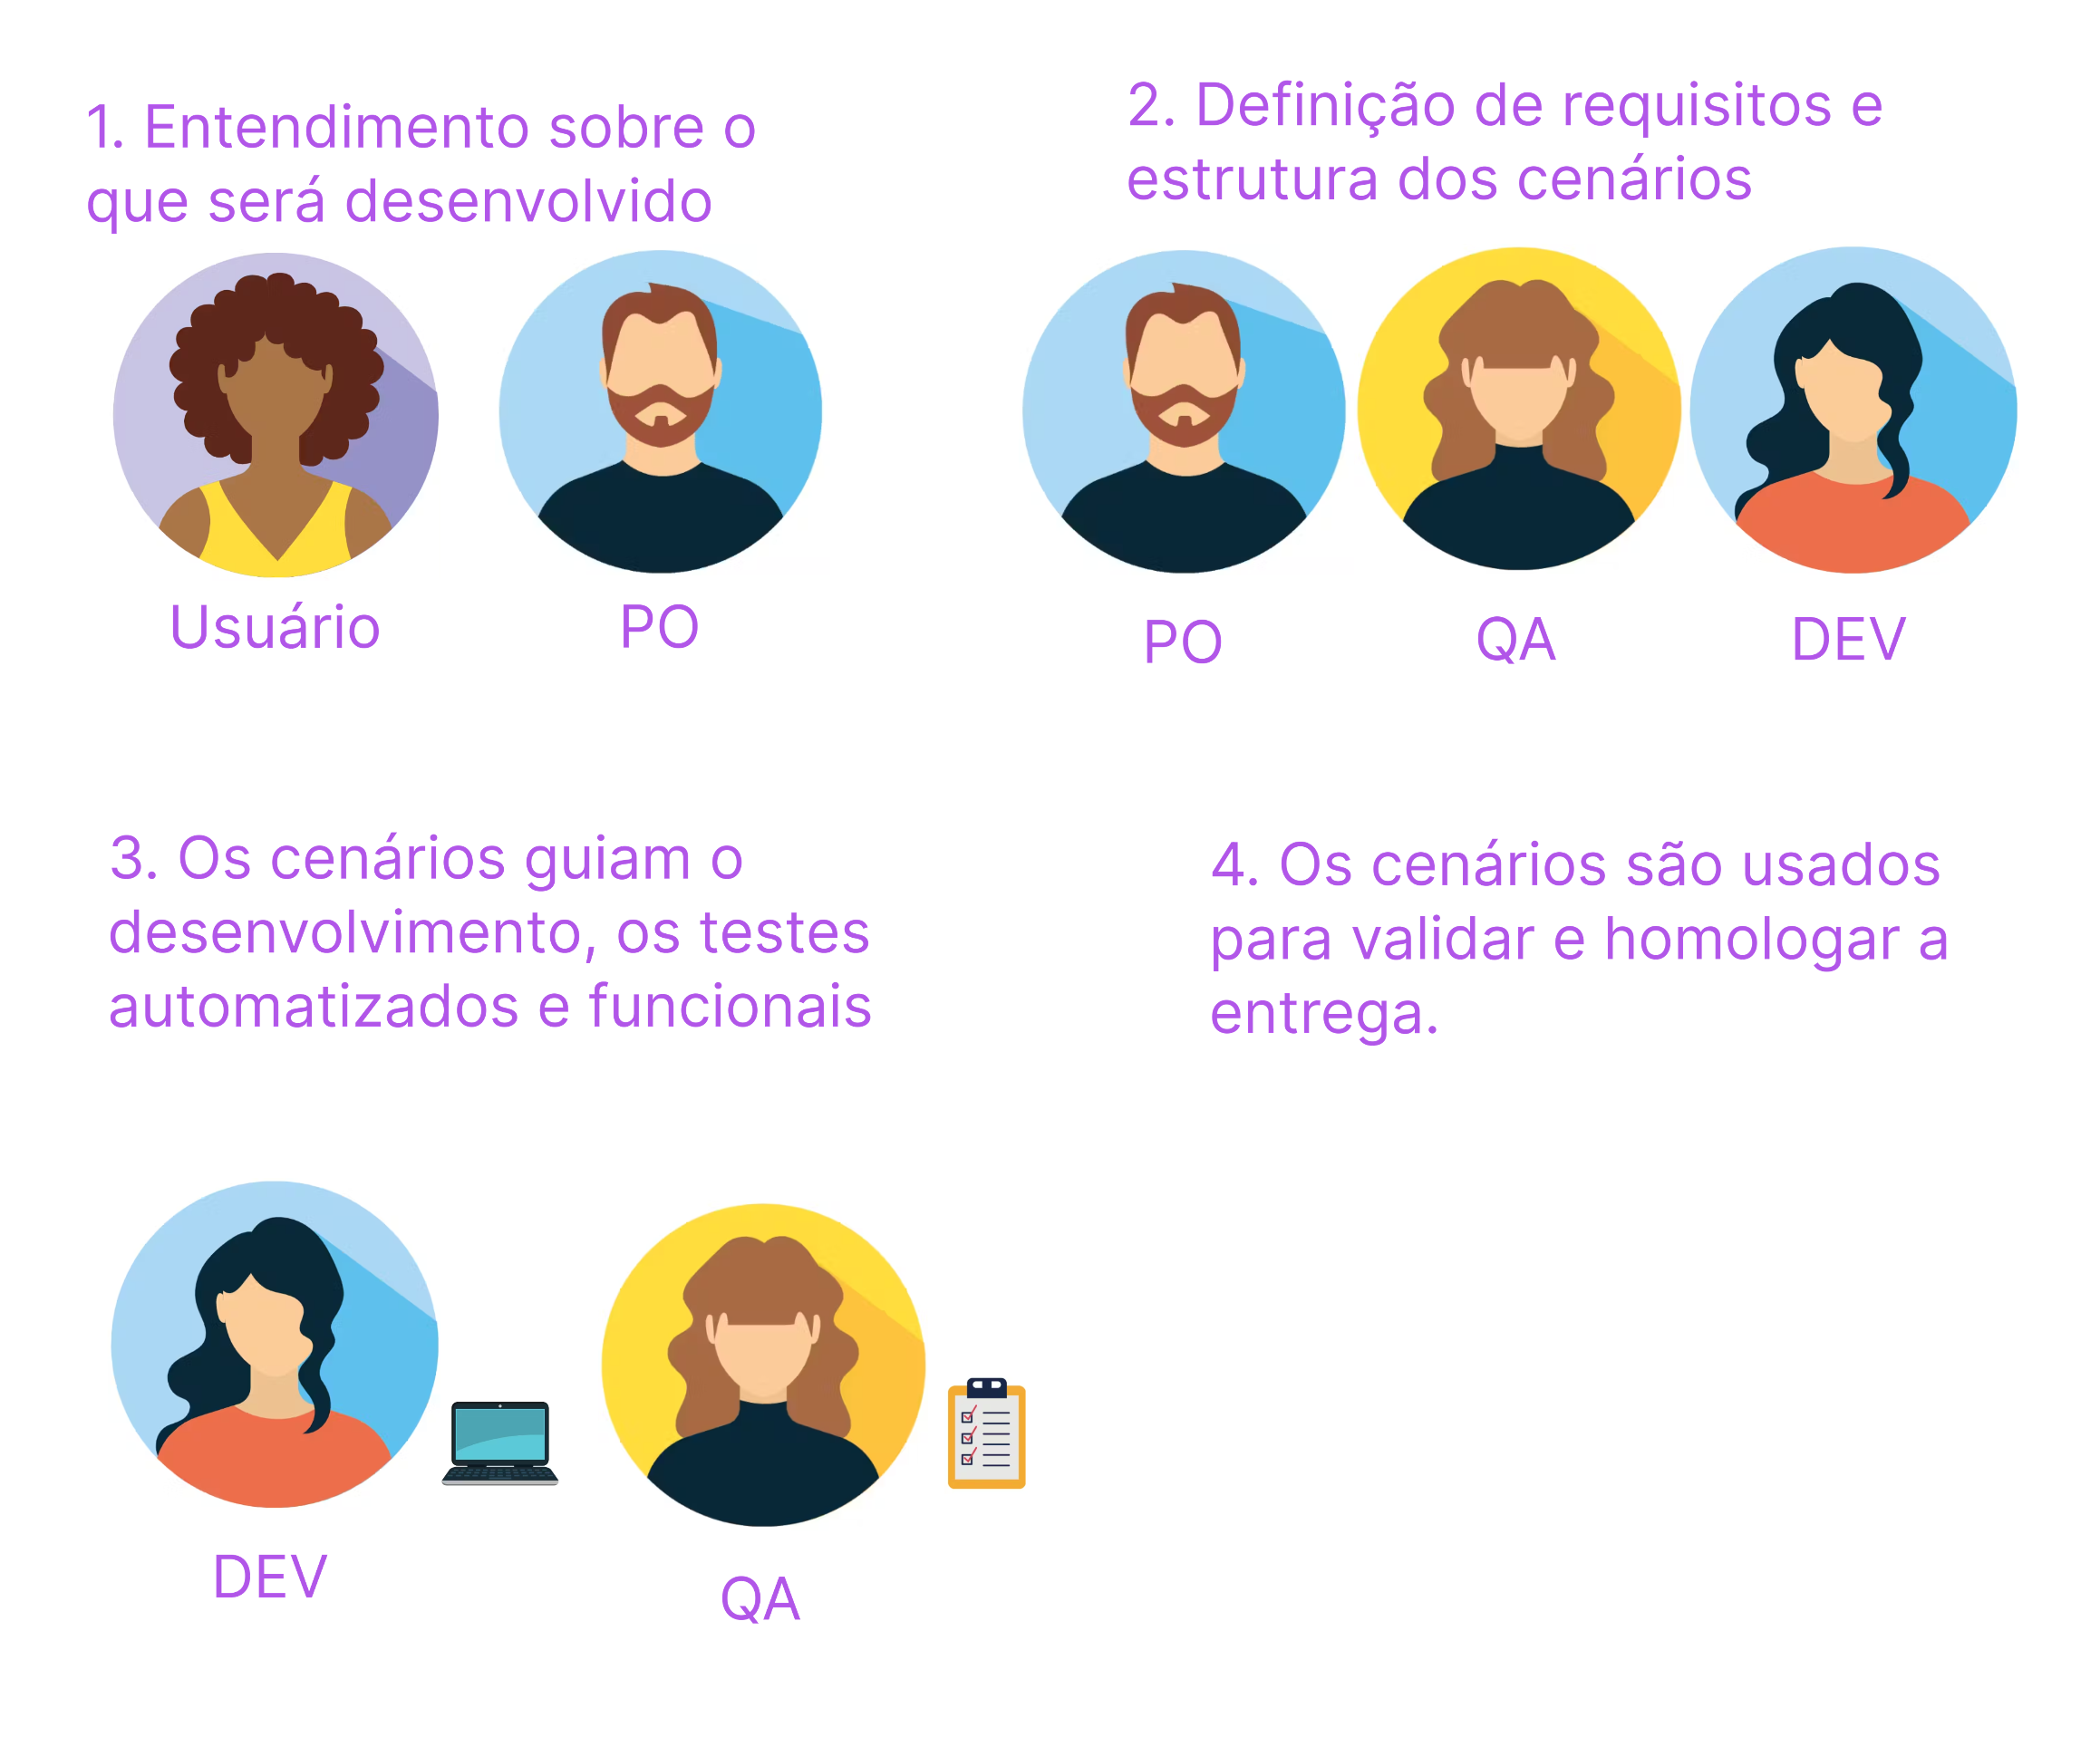 1. Entendimento sobre o
que será desenvolvido
Usuário
PO
2. Definição de requisitos e
estrutura dos cenários
PO
QA
DEV
3. Os cenários guiam o
desenvolvimento, os testes
automatizados e funcionais
DEV
QA
4. Os cenários são usados
para validar e homologar a
entrega.